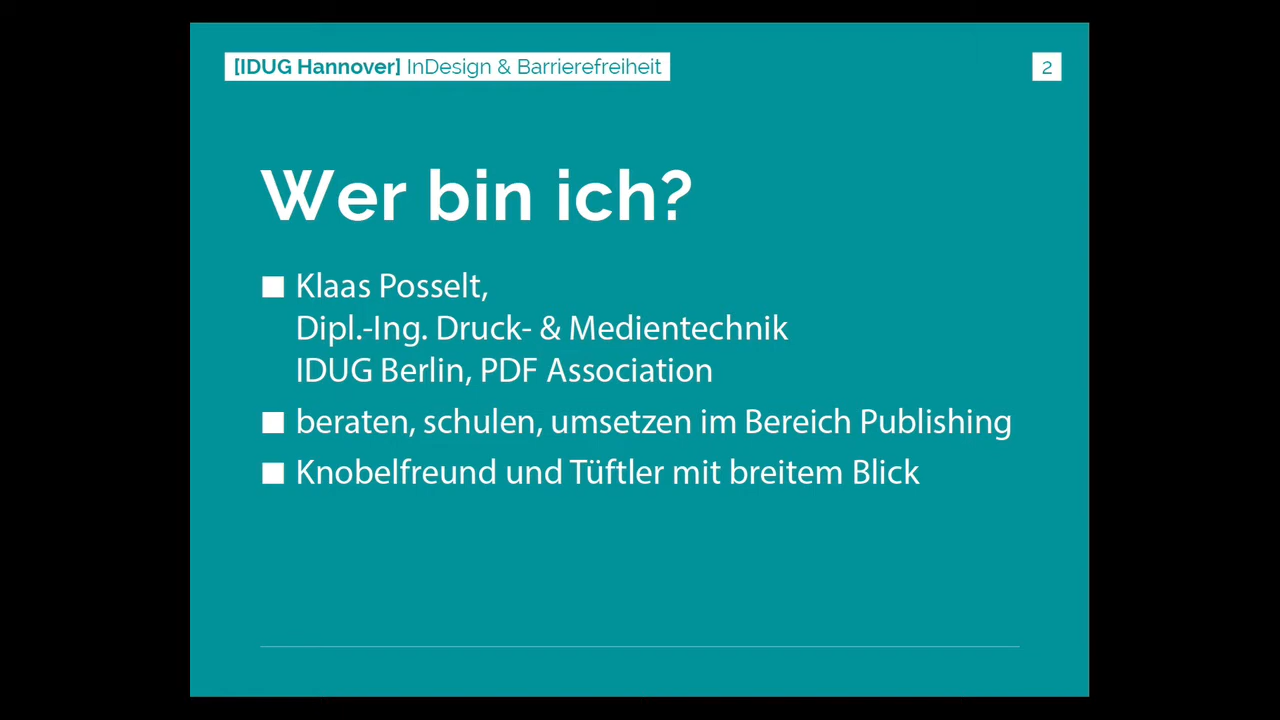 [IDUG Hannover] InDesign & Barrierefreiheit
2
Wer bin ich?
■ Klaas Posselt,
Dipl.-Ing. Druck- & Medientechnik
IDUG Berlin, PDF Association
■ beraten, schulen, umsetzen im Bereich Publishing
■ Knobelfreund und Tüftler mit breitem Blick